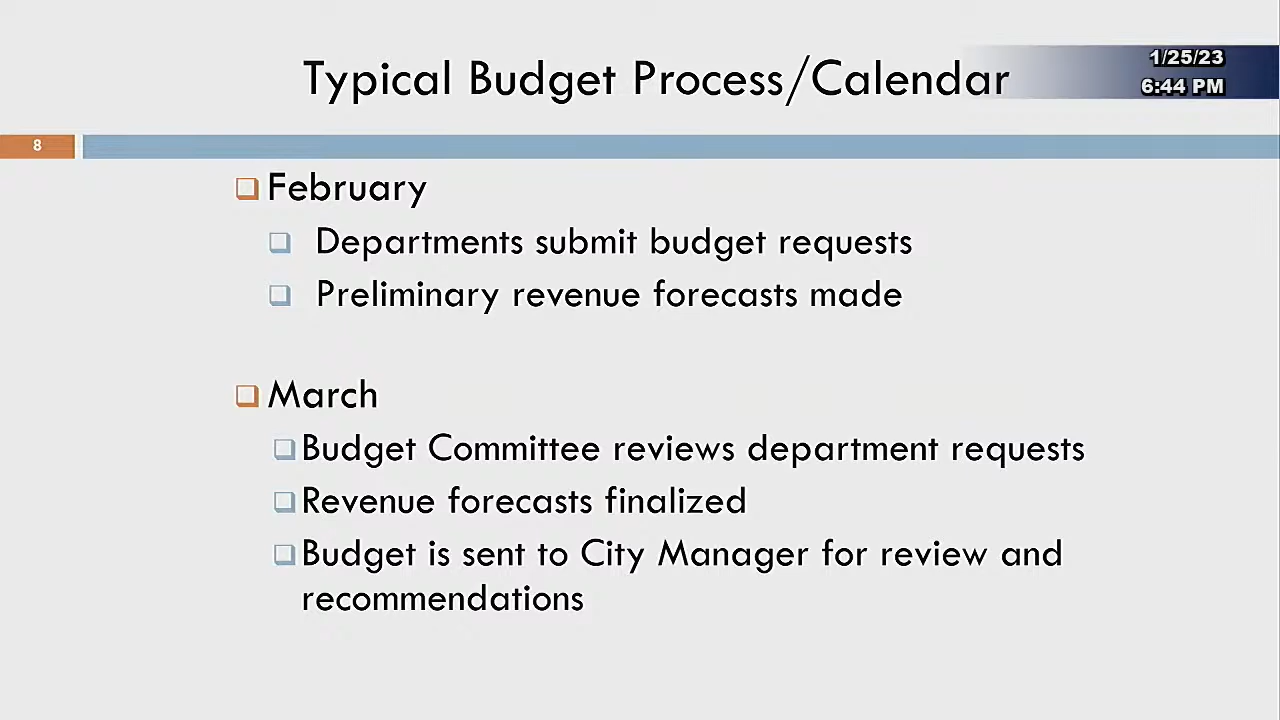 Typical Budget Process/Calendar
1/25/23
6:44 PM
8
February
Departments submit budget requests
Preliminary revenue forecasts made
March
Budget Committee reviews department requests
Revenue forecasts finalized
Budget is sent to City Manager for review and
recommendations